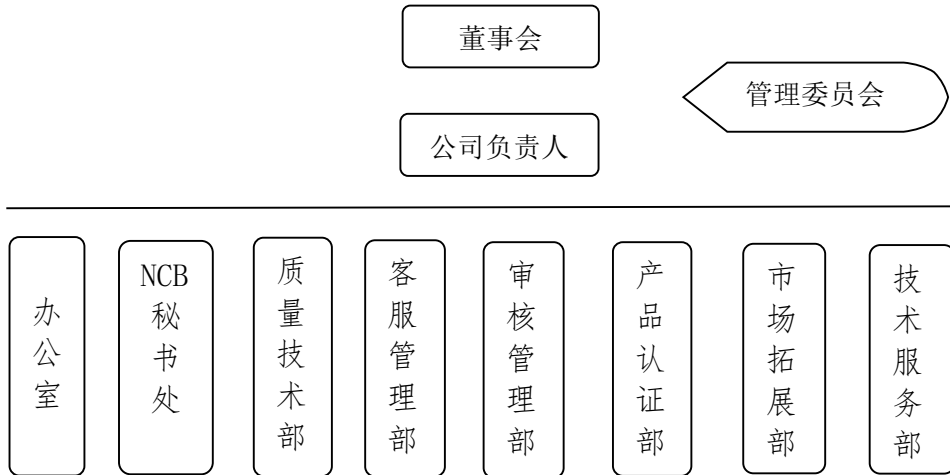 董事会
管理委员会
公司负责人
办公室
NCB秘书处
质量技术部
客服管理部
审核管理部
产品认证部
市场拓展部
技术服务部